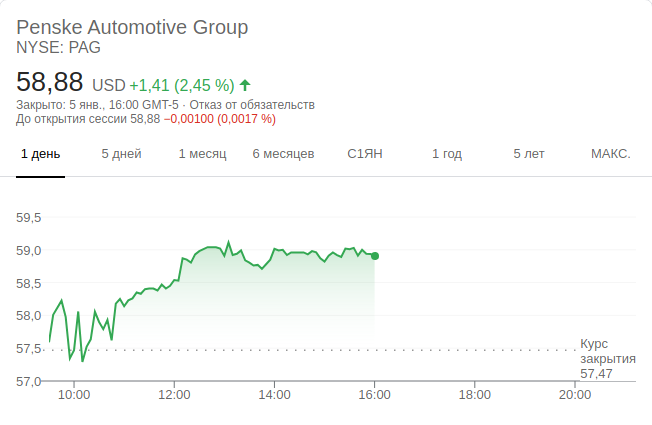 Penske Automotive Group
NYSE: PAG
58,88 USD +1,41 (2,45 %)
Закрыто: 5 янв., 16:00 GMT-5 · Отказ от обязательств
До открытия сессии 58,88 −0,00100 (0,0017 %)
1 день 5 дней 1 месяц 6 месяцев С1ЯН 1 год 5 лет МАКС.
59,5
59,0
58,5
58,0
57,5
57,0
Курс
закрытия
57,47
10:00 12:00 14:00 16:00 18:00 20:00